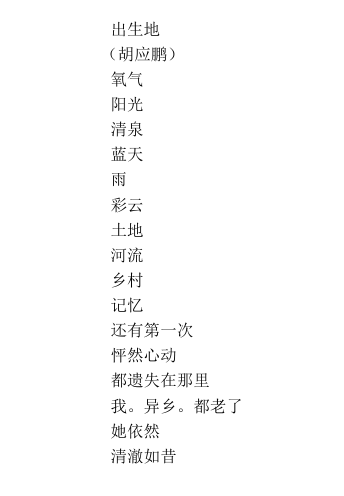 出生地
（胡应鹏）
氧气
阳光
清泉
蓝天
雨
彩云
土地
河流
乡村
记忆
还有第一次
怦然心动
都遗失在那里
我。异乡。都老了
她依然
清澈如昔